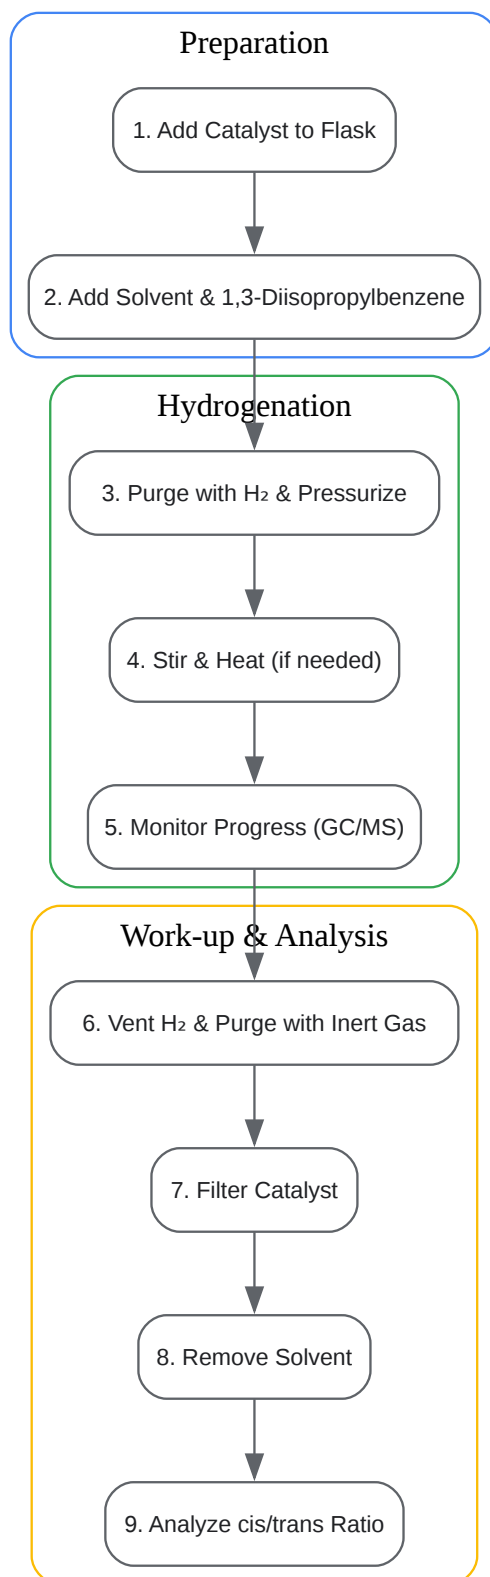 Preparation
1. Add Catalyst to Flask
2. Add Solvent & 1,3-Diisopropylbenzene
Hydrogenation
3. Purge with H₂ & Pressurize
4. Stir & Heat (if needed)
5. Monitor Progress (GC/MS)
Work-up & Analysis
6. Vent H₂ & Purge with Inert Gas
7. Filter Catalyst
8. Remove Solvent
9. Analyze cis/trans Ratio